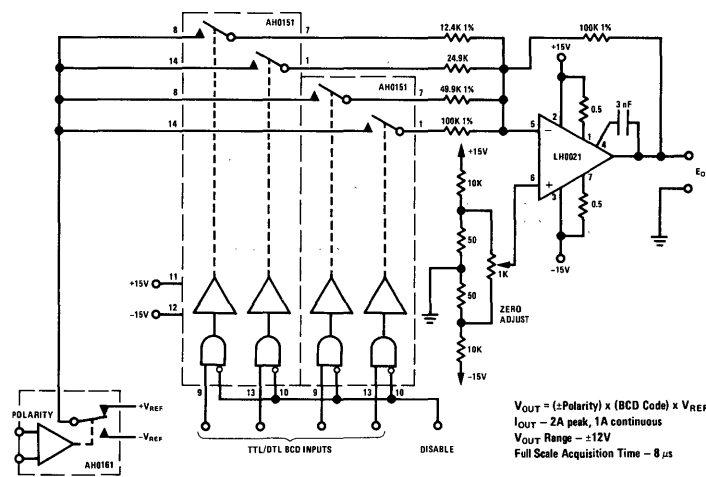 AH0151
8
7
12.4K 1%
100K 1%
14
1
24.9K
+15V
AH0151
8
7
49.9K 1%
0.5
3 nF
14
1
100K 1%
5
2
1
4
+15V
LH0021
E₀
10K
6
3
7
0.5
50
1K
-15V
+15V
11
50
-15V
12
ZERO
ADJUST
10K
-15V
9
13
10
9
13
10
+VREF
POLARITY
-VREF
AH0161
TTL/DTL BCD INPUTS
DISABLE
VOUT = (±Polarity) x (BCD Code) x VREF
IOUT – 2A peak, 1A continuous
VOUT Range – ±12V
Full Scale Acquisition Time – 8 µs